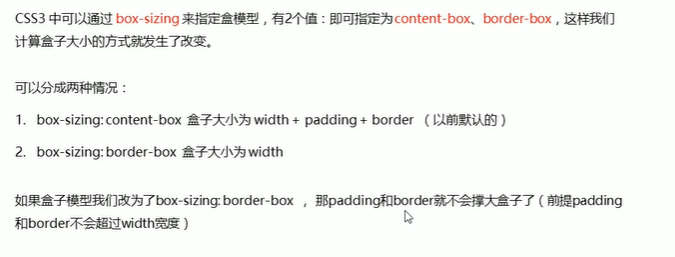 CSS3 中可以通过 box-sizing 来指定盒模型，有2个值：即可指定为content-box、border-box，这样我们
计算盒子大小的方式就发生了改变。
可以分成两种情况：
1. box-sizing: content-box 盒子大小为 width + padding + border （以前默认的）
2. box-sizing: border-box 盒子大小为 width
如果盒子模型我们改为了box-sizing: border-box ，那padding和border就不会撑大盒子了（前提padding
和border不会超过width宽度）